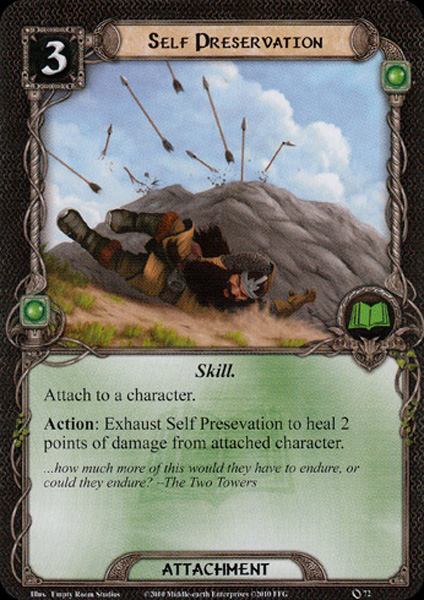 3
SELF PRESERVATION
Skill.
Attach to a character.
Action: Exhaust Self Presevation to heal 2
points of damage from attached character.
...how much more of this would they have to endure, or
could they endure? –The Two Towers
ATTACHMENT
Illus. Empty Room Studios ©2010 Middle-earth Enterprises ©2010 FFG 72